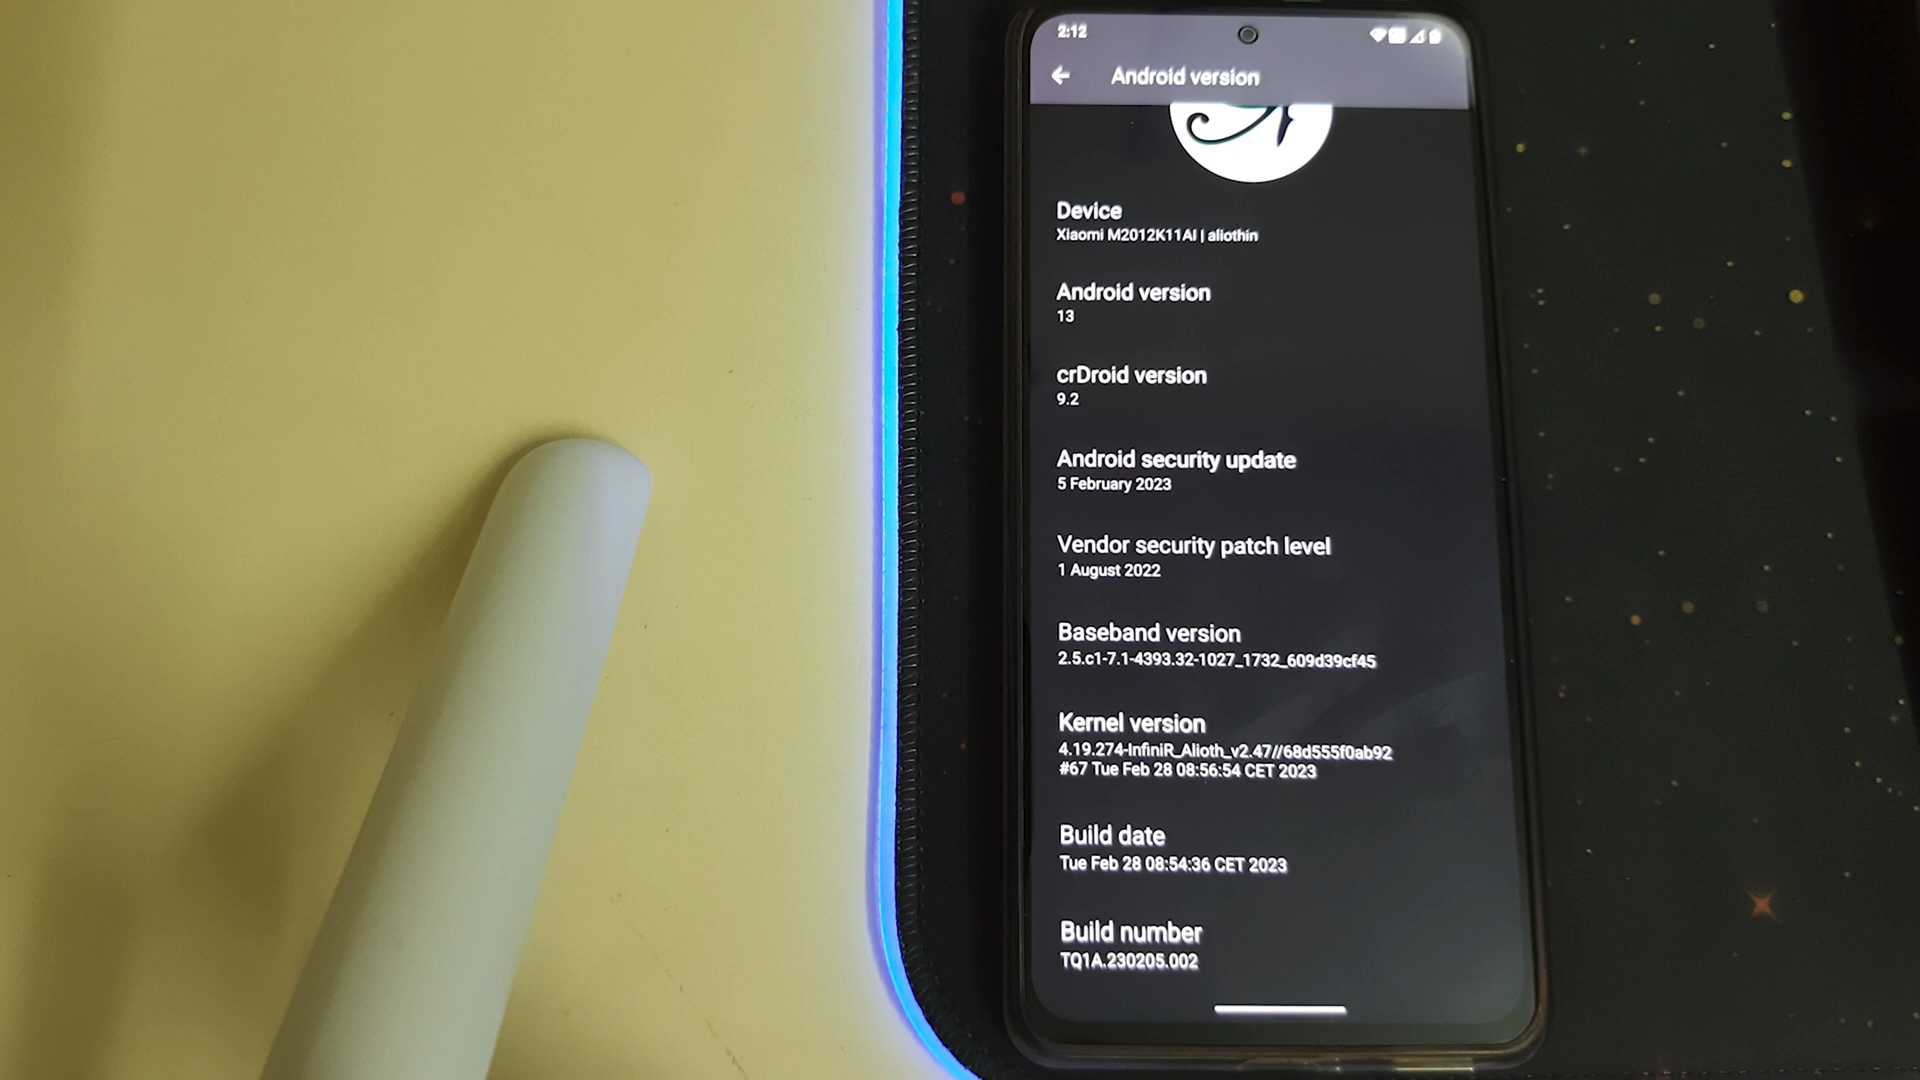 2:12
Android version
Device
Xiaomi M2012K11AI | aliothin
Android version
13
crDroid version
9.2
Android security update
5 February 2023
Vendor security patch level
1 August 2022
Baseband version
2.5.c1-7.1-4393.32-1027_1732_609d39cf45
Kernel version
4.19.274-InfiniR_Alioth_v2.47//68d555f0ab92
#67 Tue Feb 28 08:56:54 CET 2023
Build date
Tue Feb 28 08:54:36 CET 2023
Build number
TQ1A.230205.002